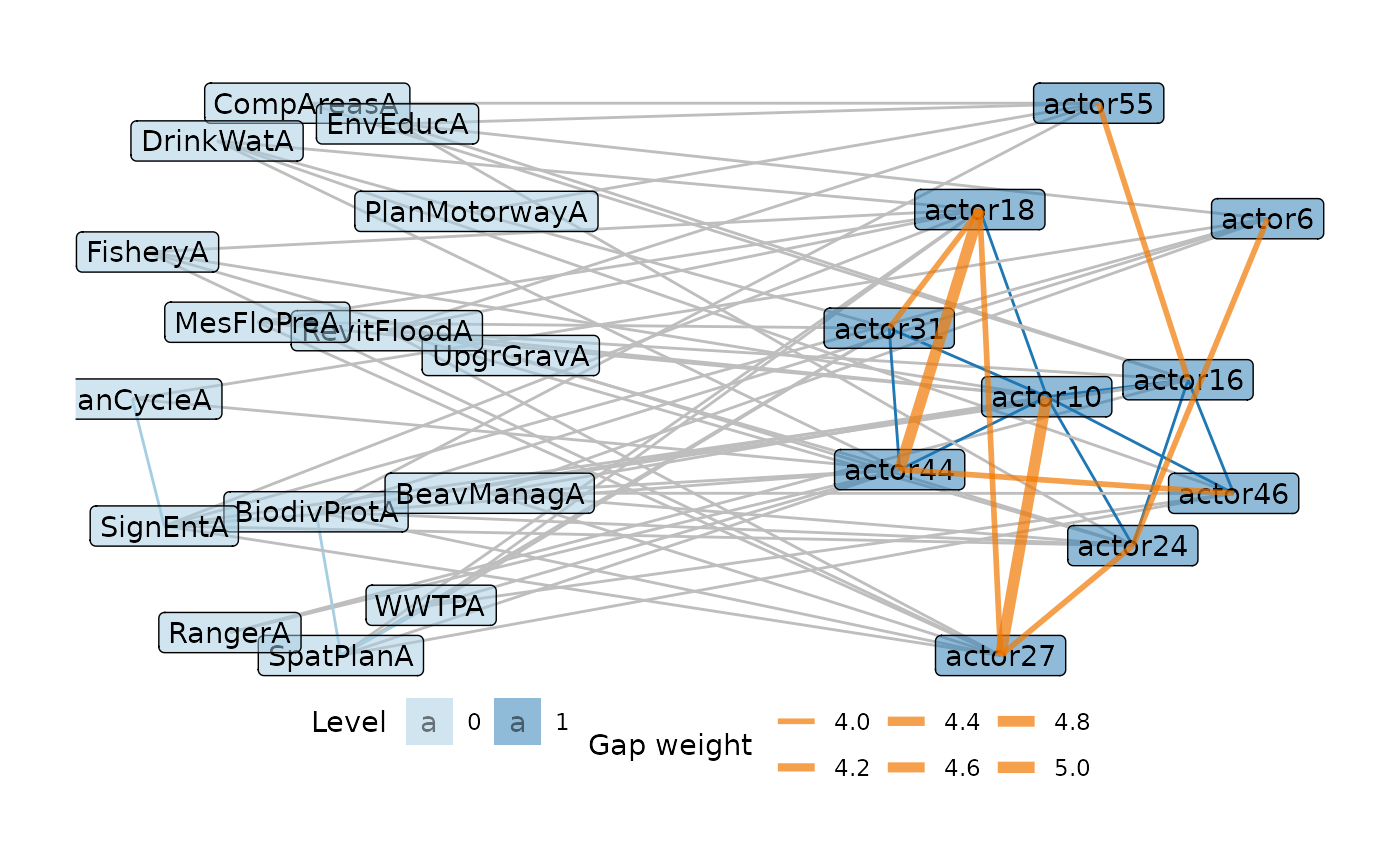 CompAreasA
actor55
EnvEducA
DrinkWatA
PlanMotorwayA
actor18
actor6
FisheryA
MesFloPreA
RevitFloodA
actor31
UpgrGravA
actor16
anCycleA
actor10
actor44
BeavManagA
actor46
BiodivProtA
SignEntA
actor24
WWTPA
RangerA
SpatPlanA
actor27
Level a 0 a 1
Gap weight
4.0 4.4 4.8
4.2 4.6 5.0